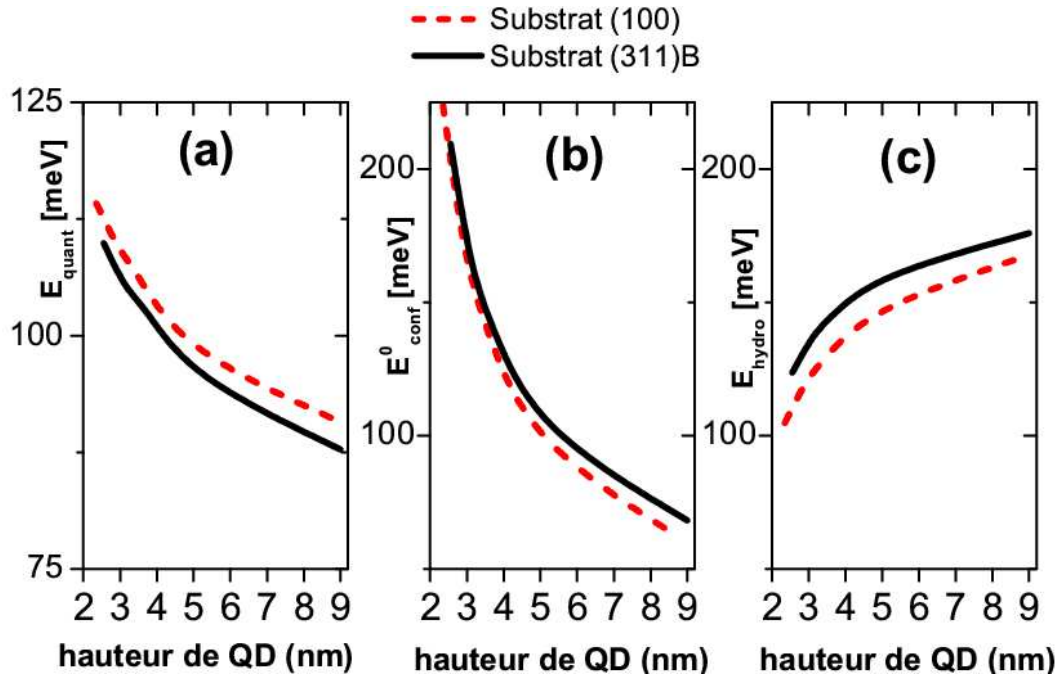 Substrat (100)
Substrat (311)B
(a)
E_quant [meV]
125
100
75
2 3 4 5 6 7 8 9
hauteur de QD (nm)
(b)
E⁰_conf [meV]
200
100
2 3 4 5 6 7 8 9
hauteur de QD (nm)
(c)
E_hydro [meV]
200
100
2 3 4 5 6 7 8 9
hauteur de QD (nm)